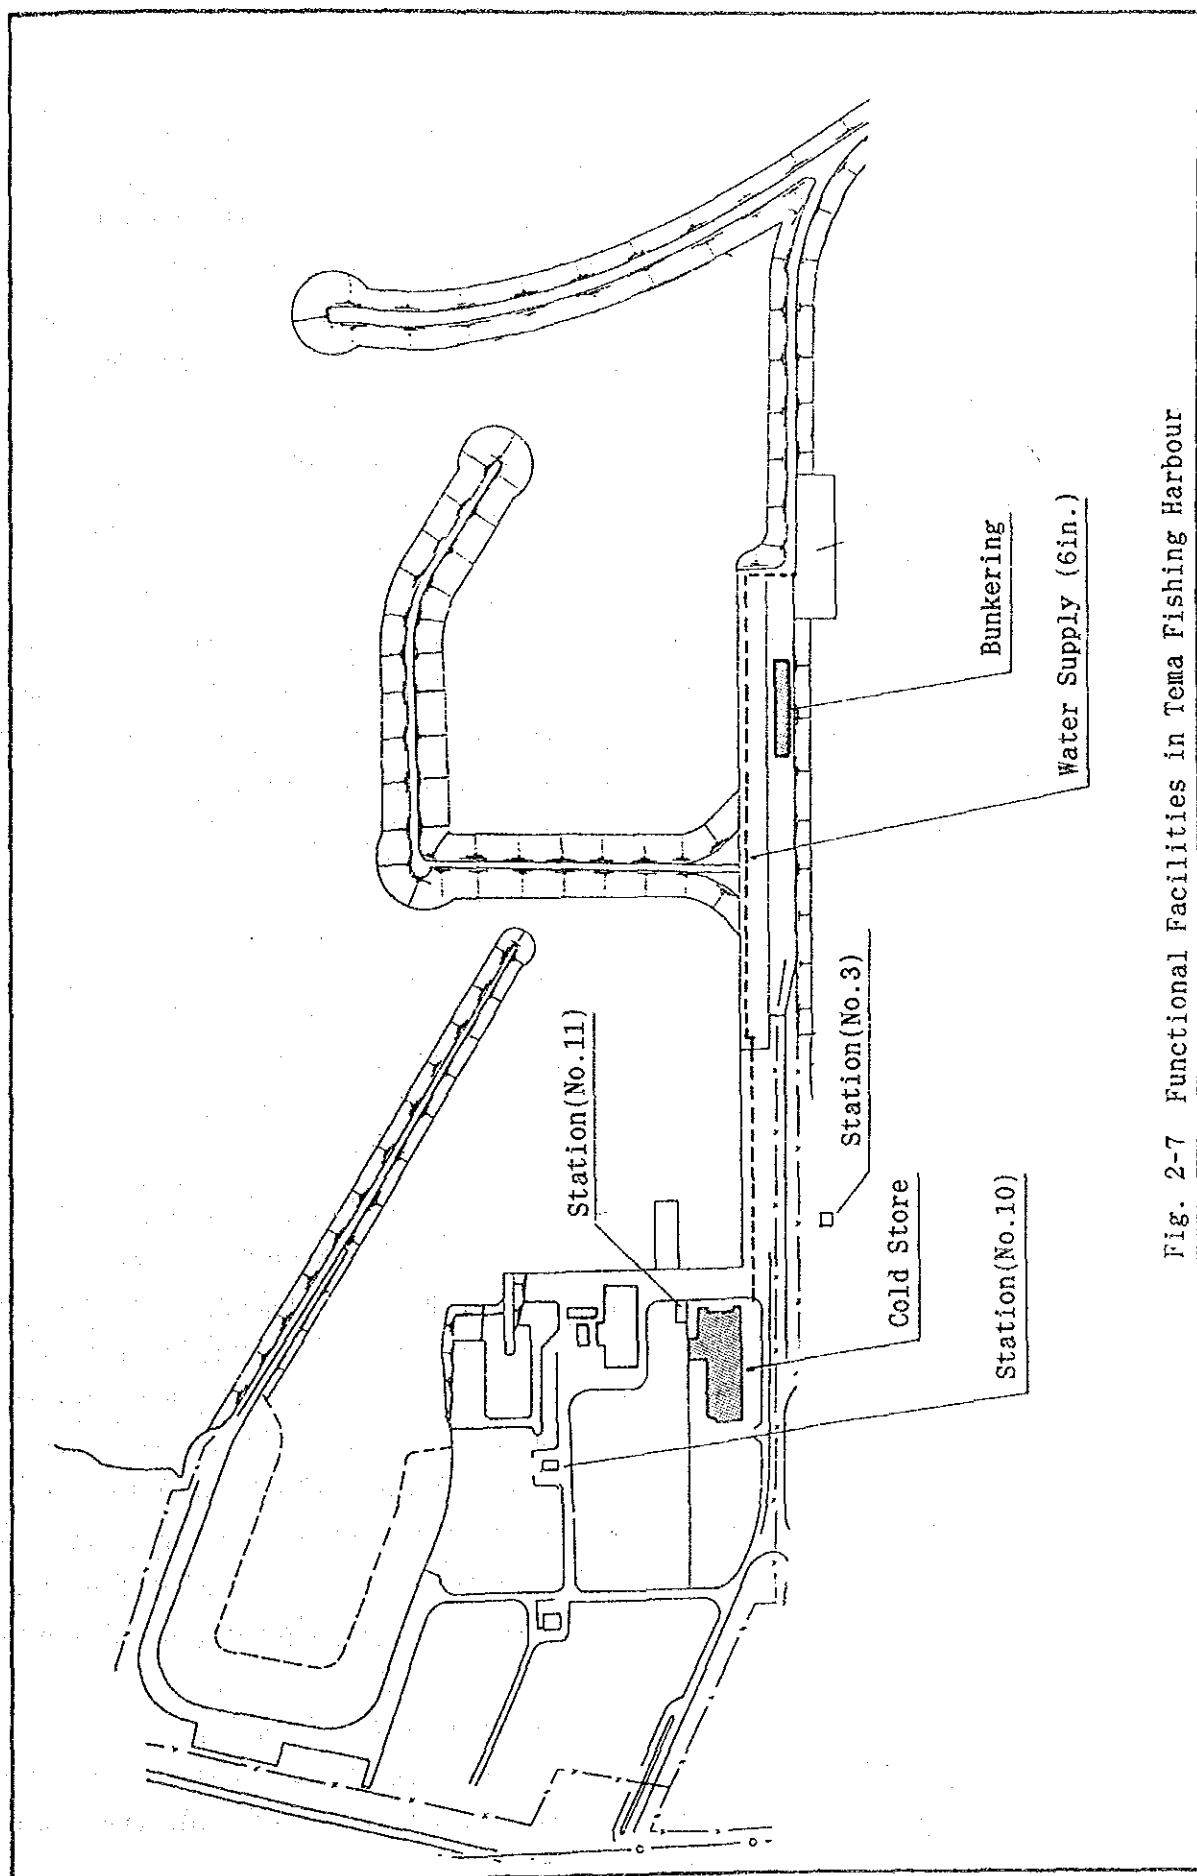 Station(No.11)
Station(No.3)
Cold Store
Station(No.10)
Bunkering
Water Supply (6in.)
Fig. 2-7 Functional Facilities in Tema Fishing Harbour